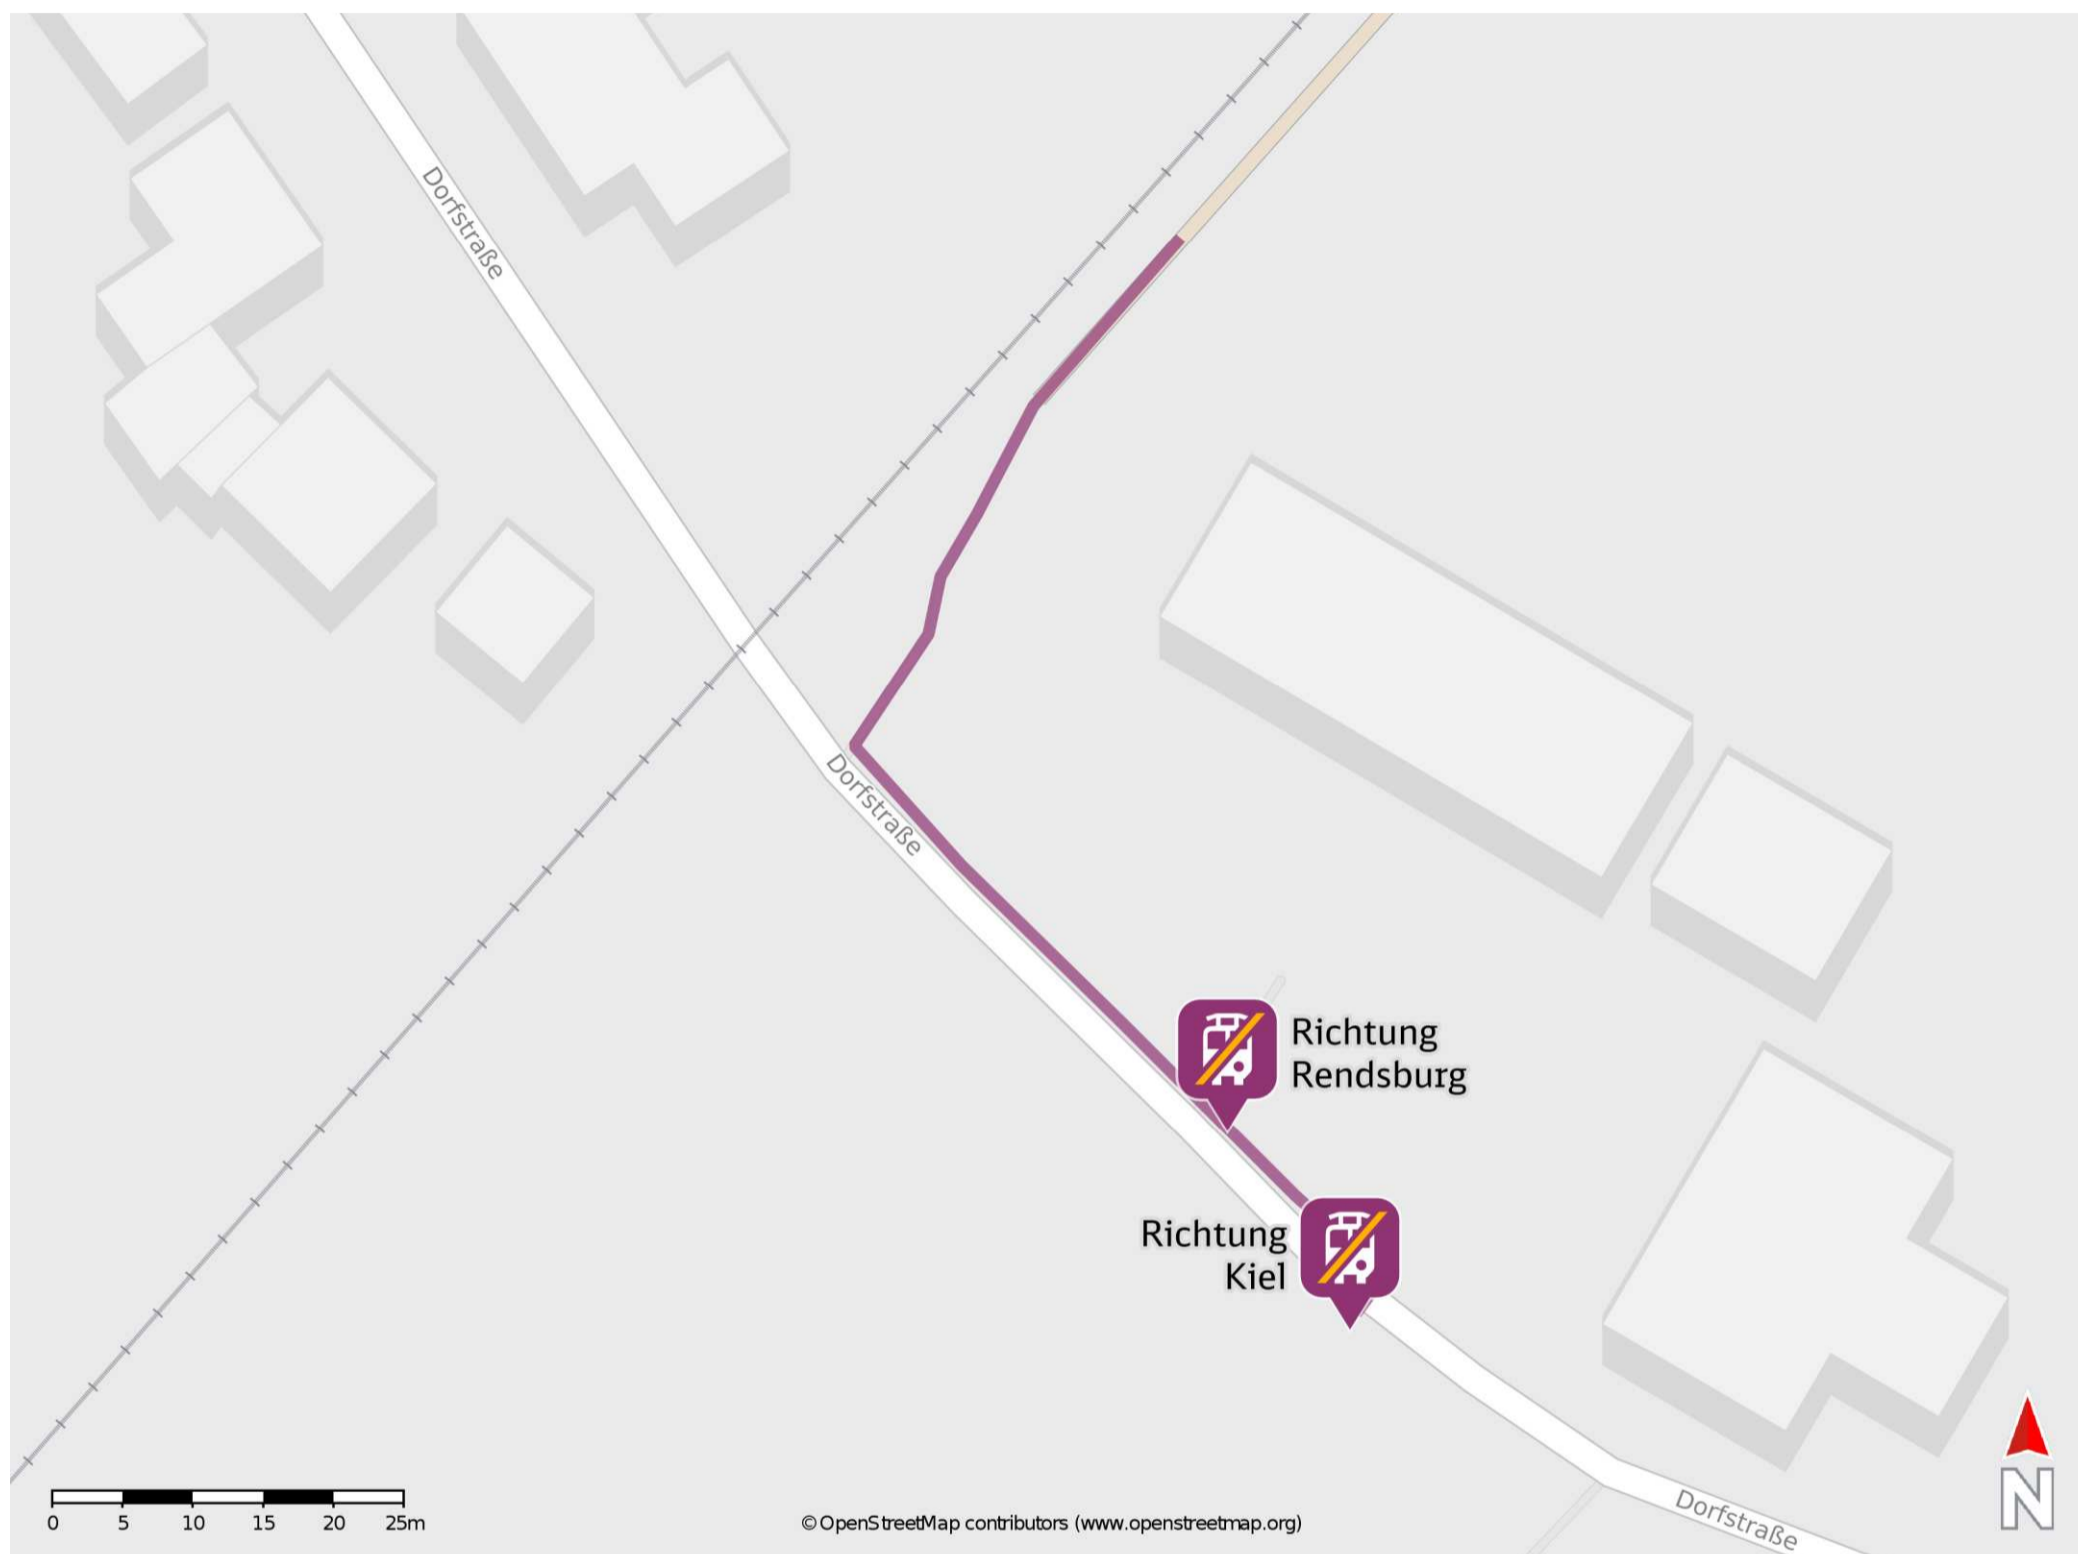 Dorfstraße
Dorfstraße
Richtung
Rendsburg
Richtung
Kiel
Dorfstraße
N
0 5 10 15 20 25m
© OpenStreetMap contributors (www.openstreetmap.org)